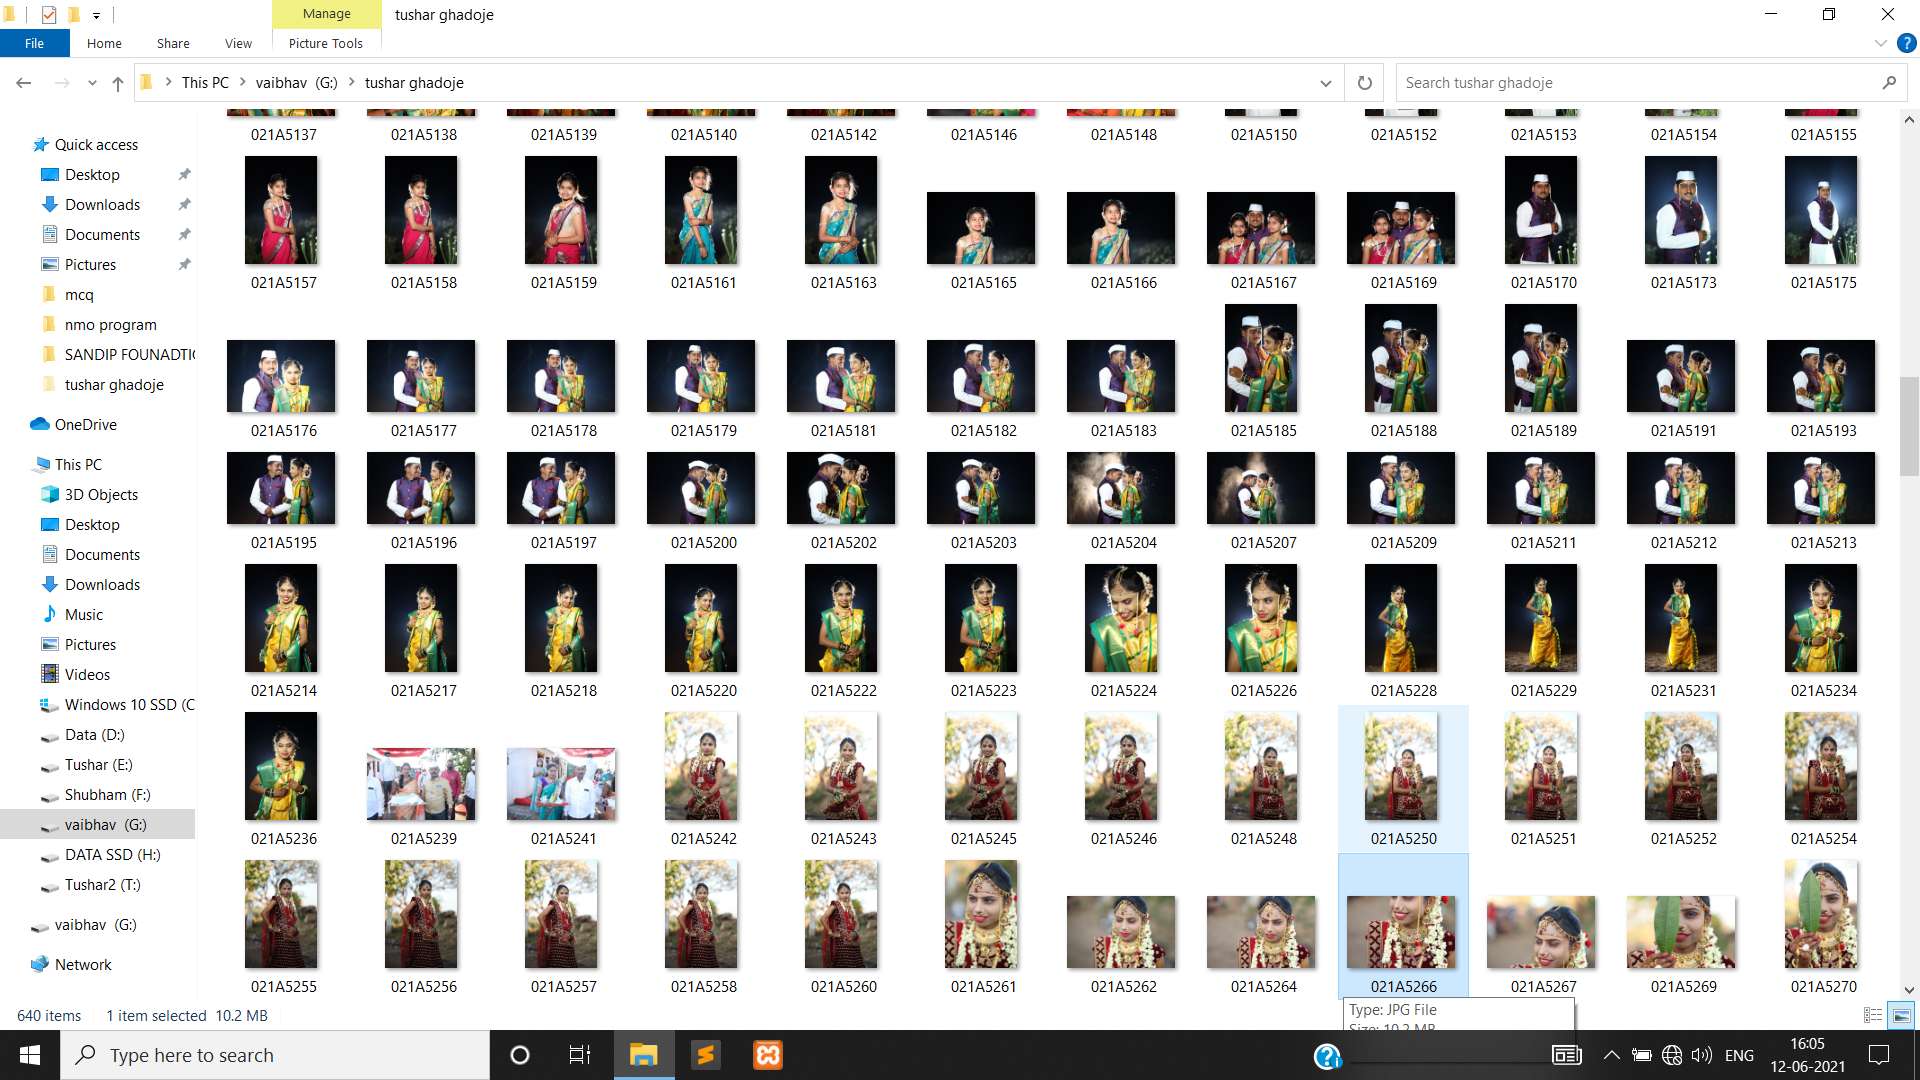 Manage
tushar ghadoje
File
Home
Share
View
Picture Tools
This PC
vaibhav (G:)
tushar ghadoje
Search tushar ghadoje
Quick access
Desktop
Downloads
Documents
Pictures
mcq
nmo program
SANDIP FOUNADTI
tushar ghadoje
OneDrive
This PC
3D Objects
Desktop
Documents
Downloads
Music
Pictures
Videos
Windows 10 SSD (C
Data (D:)
Tushar (E:)
Shubham (F:)
vaibhav (G:)
DATA SSD (H:)
Tushar2 (T:)
vaibhav (G:)
Network
021A5137 021A5138 021A5139 021A5140 021A5142 021A5146 021A5148 021A5150 021A5152 021A5153 021A5154 021A5155
021A5157 021A5158 021A5159 021A5161 021A5163 021A5165 021A5166 021A5167 021A5169 021A5170 021A5173 021A5175
021A5176 021A5177 021A5178 021A5179 021A5181 021A5182 021A5183 021A5185 021A5188 021A5189 021A5191 021A5193
021A5195 021A5196 021A5197 021A5200 021A5202 021A5203 021A5204 021A5207 021A5209 021A5211 021A5212 021A5213
021A5214 021A5217 021A5218 021A5220 021A5222 021A5223 021A5224 021A5226 021A5228 021A5229 021A5231 021A5234
021A5236 021A5239 021A5241 021A5242 021A5243 021A5245 021A5246 021A5248 021A5250 021A5251 021A5252 021A5254
021A5255 021A5256 021A5257 021A5258 021A5260 021A5261 021A5262 021A5264 021A5266 021A5267 021A5269 021A5270
Type: JPG File
Size: 10.2 MB
640 items
1 item selected 10.2 MB
Type here to search
ENG
16:05
12-06-2021